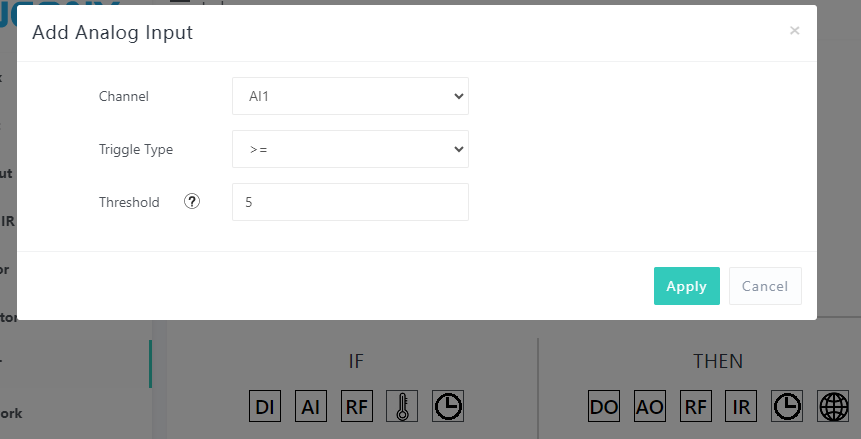 Add Analog Input
×
Channel
AI1
Triggle Type
>=
Threshold ?
5
Apply
Cancel
IF
THEN
DI AI RF
DO AO RF IR
ork